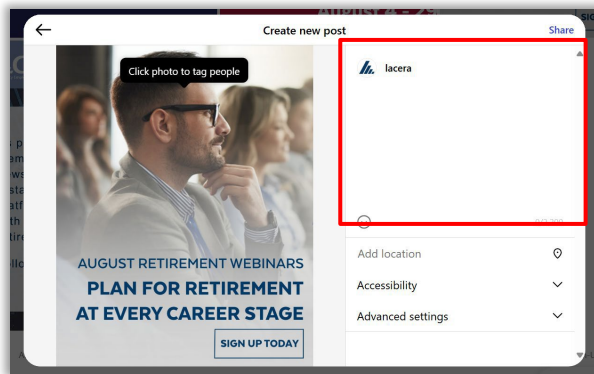 Create new post
Share
Click photo to tag people
lacera
AUGUST RETIREMENT WEBINARS
PLAN FOR RETIREMENT
AT EVERY CAREER STAGE
SIGN UP TODAY
Add location
Accessibility
Advanced settings